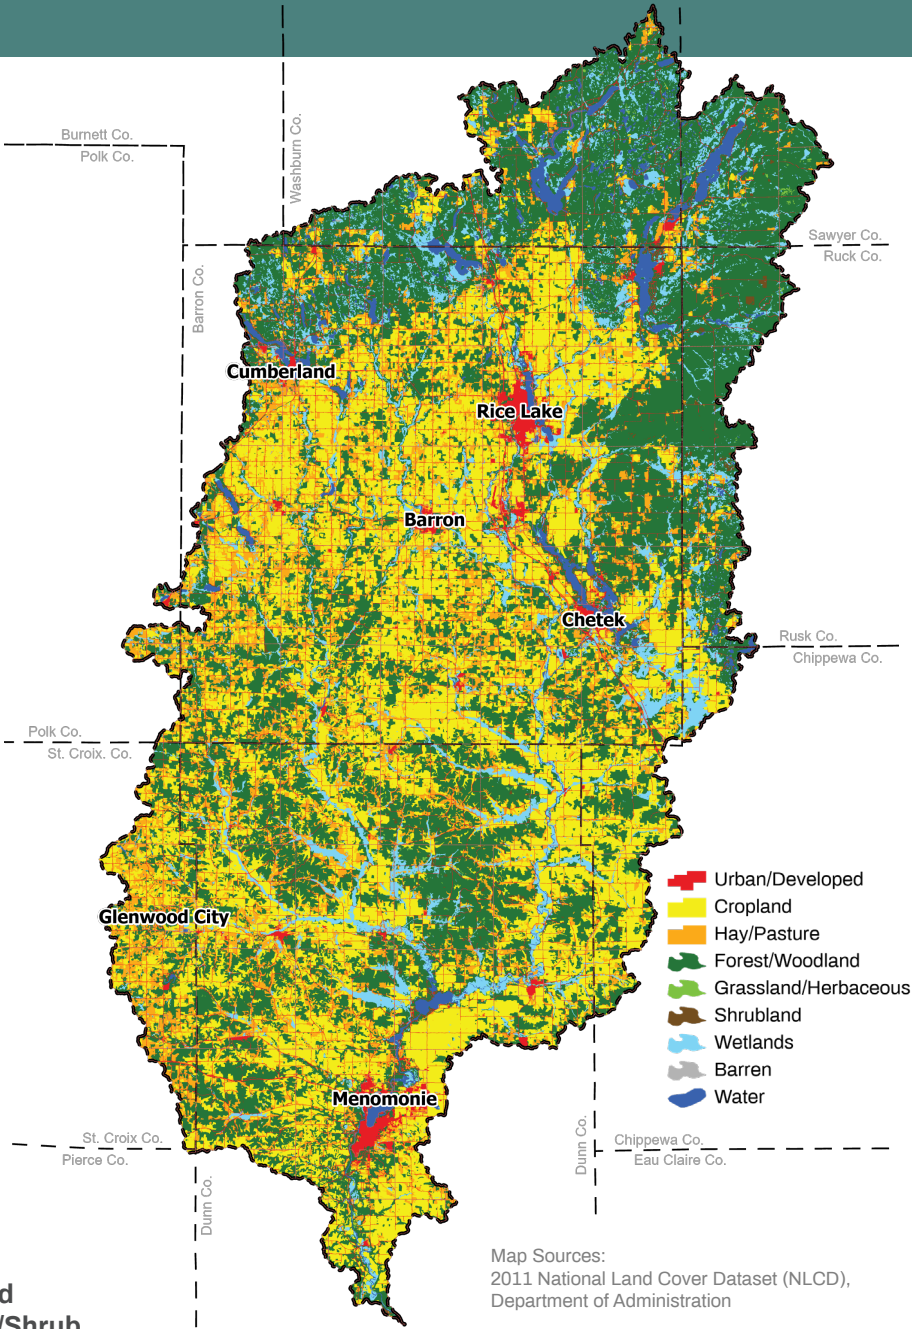 Burnett Co.
Polk Co.
Washburn Co.
Sawyer Co.
Ruck Co.
Barron Co.
Cumberland
Rice Lake
Barron
Chetek
Rusk Co.
Chippewa Co.
Polk Co.
St. Croix. Co.
Urban/Developed
Cropland
Glenwood City
Hay/Pasture
Forest/Woodland
Grassland/Herbaceous
Shrubland
Wetlands
Barren
Water
Menomonie
St. Croix Co.
Pierce Co.
Dunn Co.
Dunn Co.
Chippewa Co.
Eau Claire Co.
Map Sources:
2011 National Land Cover Dataset (NLCD),
Department of Administration
d
/Shrub